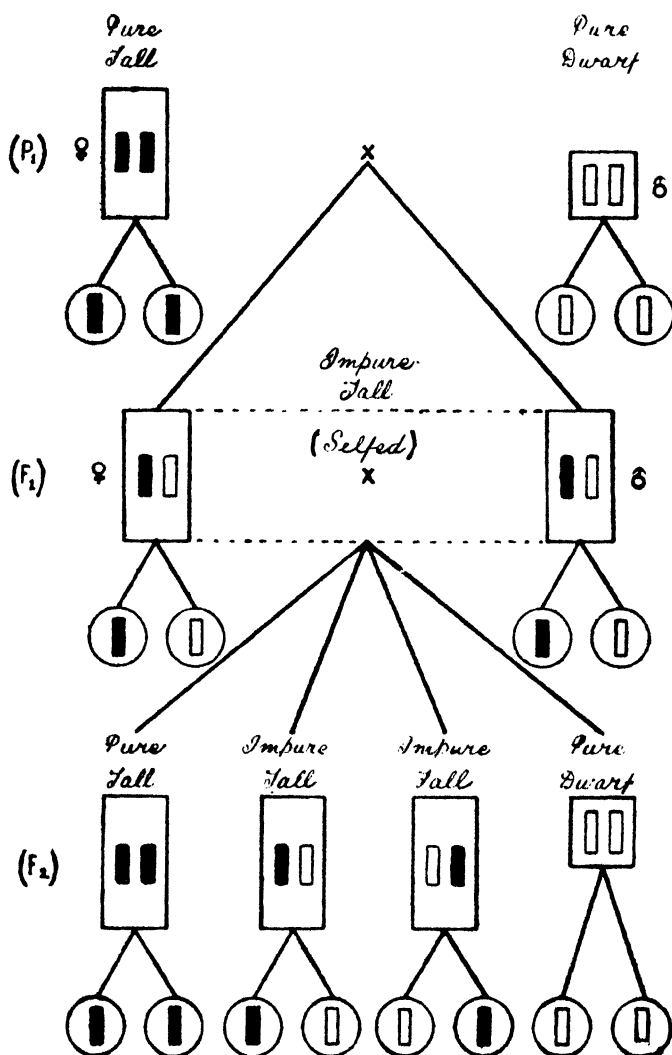 Pure
Tall
Pure
Dwarf
(P₁) ♀ x ♂
Impure
Tall
(Selfed)
(F₁) ♀ x ♂
Pure
Tall
Impure
Tall
Impure
Tall
Pure
Dwarf
(F₂)